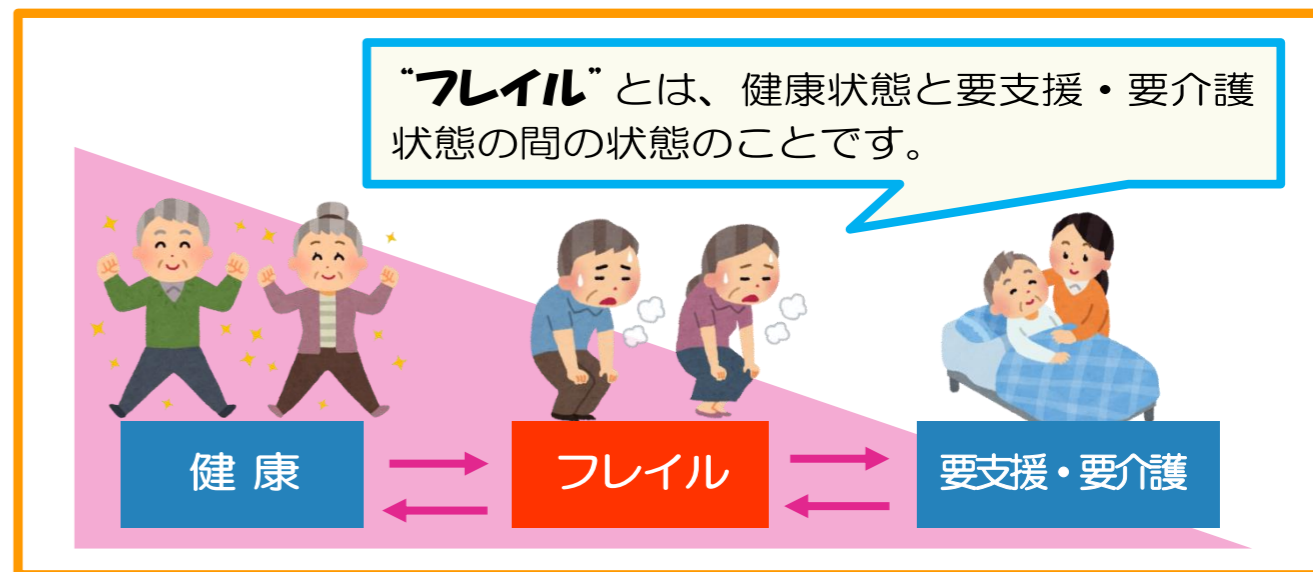 “フレイル”とは、健康状態と要支援・要介護
状態の間の状態のことです。
健 康
フレイル
要支援・要介護